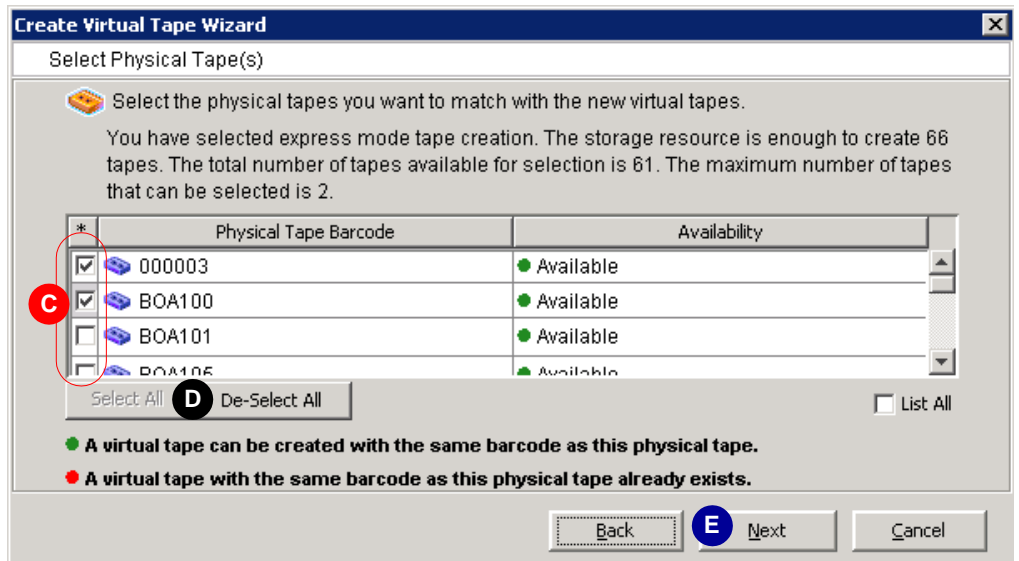 Create Virtual Tape Wizard
Select Physical Tape(s)
Select the physical tapes you want to match with the new virtual tapes.
You have selected express mode tape creation. The storage resource is enough to create 66
tapes. The total number of tapes available for selection is 61. The maximum number of tapes
that can be selected is 2.
* Physical Tape Barcode Availability
000003 Available
C BOA100 Available
BOA101 Available
Available
Select All D De-Select All List All
A virtual tape can be created with the same barcode as this physical tape.
A virtual tape with the same barcode as this physical tape already exists.
Back E Next Cancel